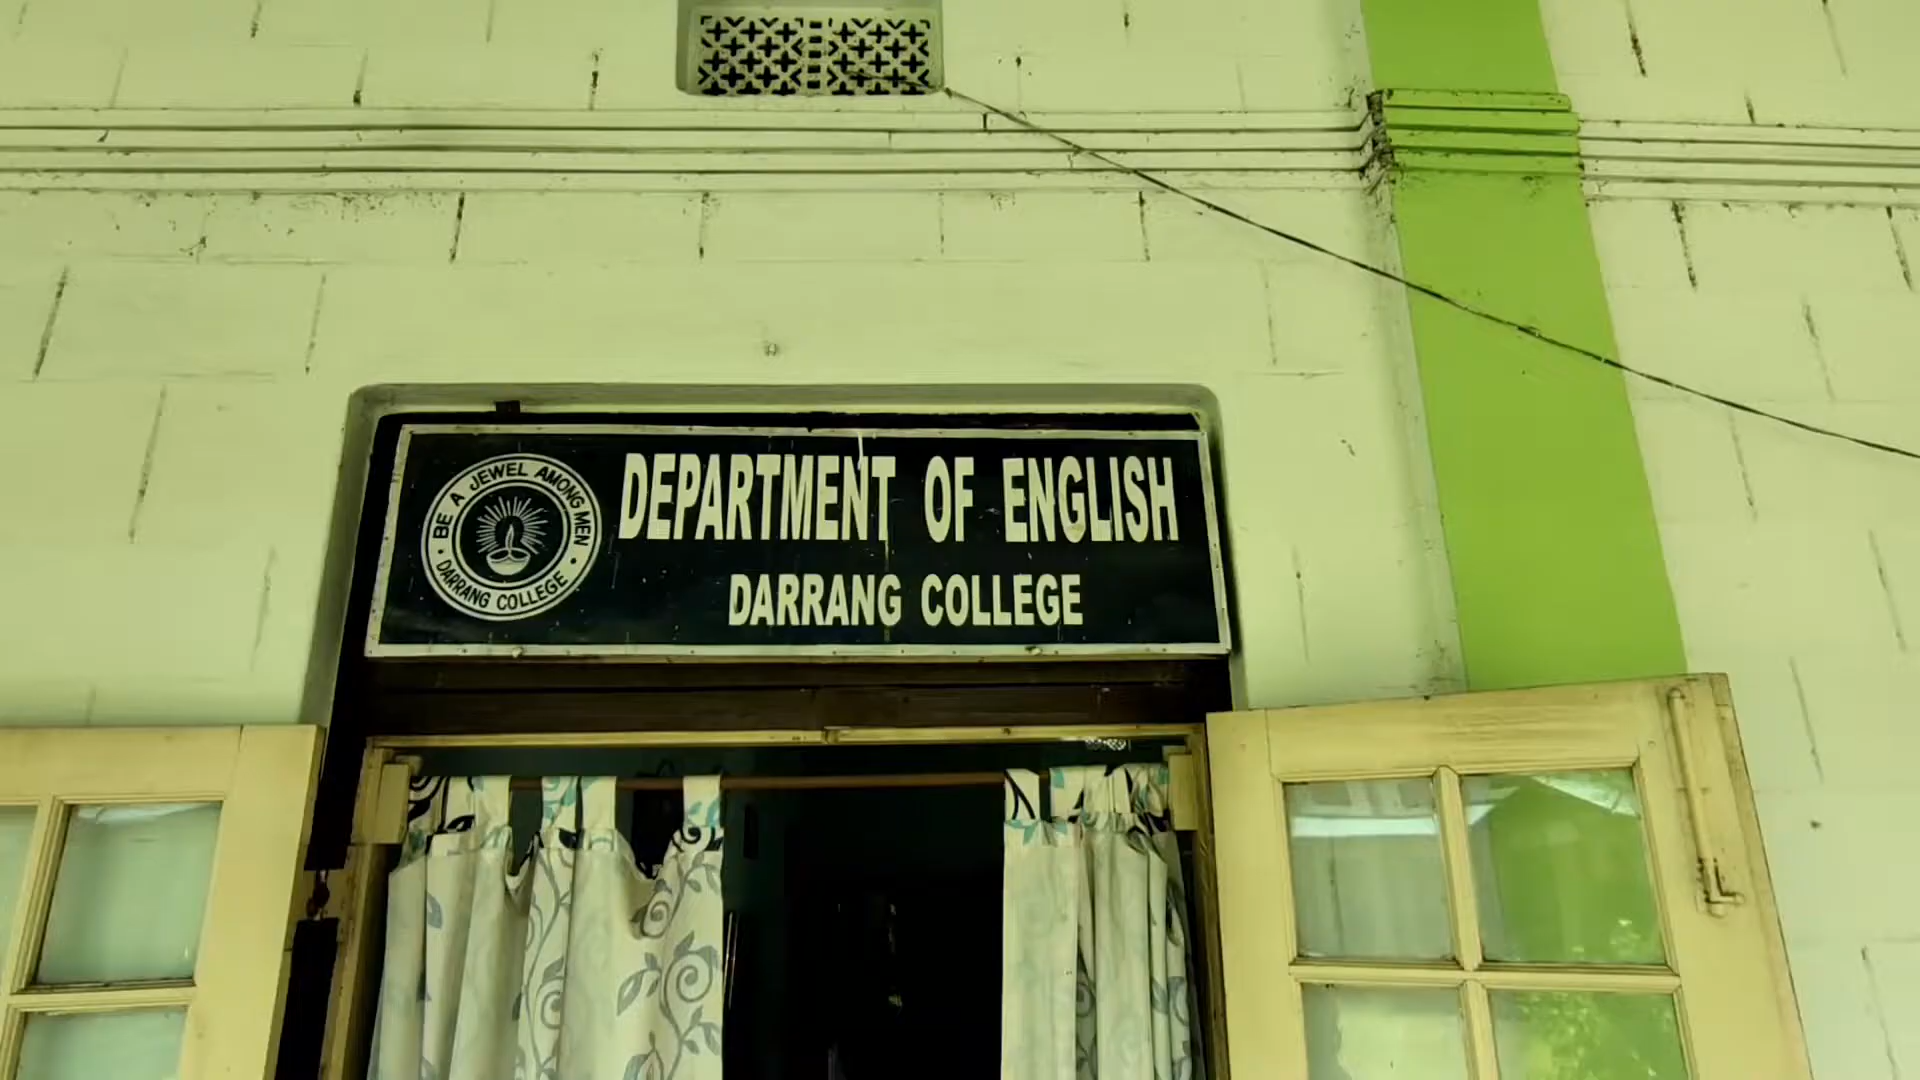 BE A JEWEL AMONG MEN
DARRANG COLLEGE
DEPARTMENT OF ENGLISH
DARRANG COLLEGE